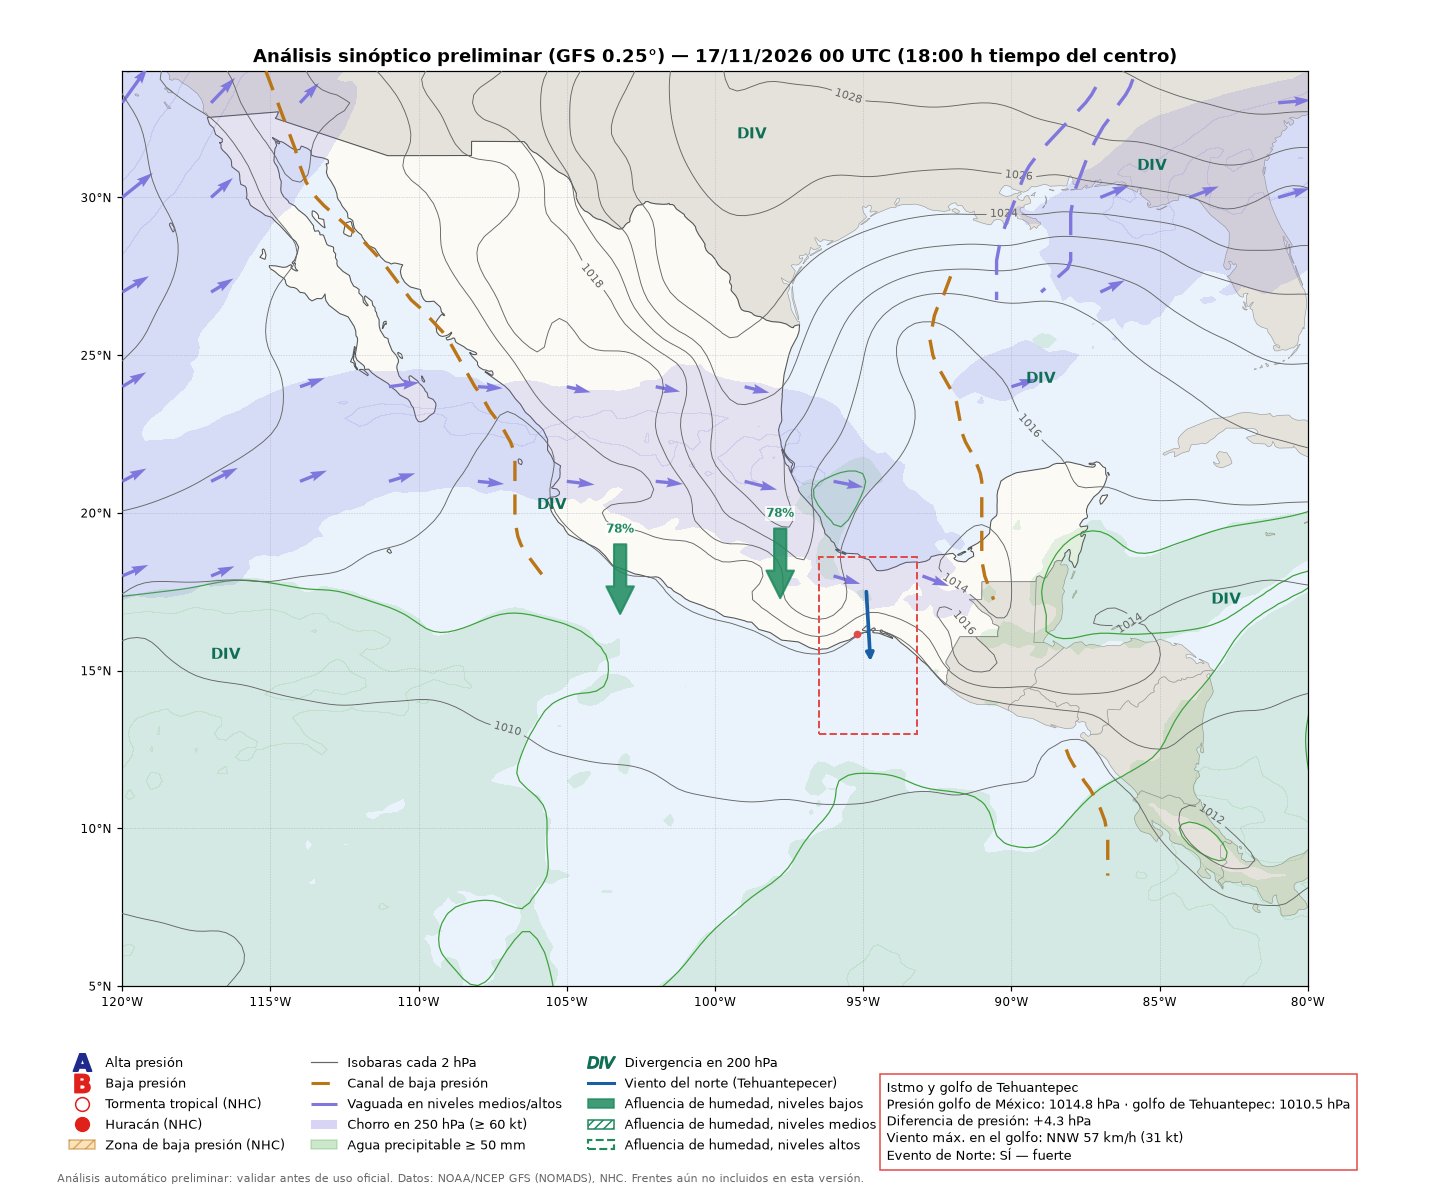 Análisis sinóptico preliminar (GFS 0.25°) — 17/11/2026 00 UTC (18:00 h tiempo del centro)
1028
DIV
DIV
1026
1024
30°N
1018
25°N
DIV
1016
20°N
DIV
78%
78%
1014
1016
1014
DIV
DIV
15°N
1010
1012
10°N
5°N
120°W
115°W
110°W
105°W
100°W
95°W
90°W
85°W
80°W
A Alta presión
B Baja presión
Tormenta tropical (NHC)
Huracán (NHC)
Zona de baja presión (NHC)
Isobaras cada 2 hPa
Canal de baja presión
Vaguada en niveles medios/altos
Chorro en 250 hPa (≥ 60 kt)
Agua precipitable ≥ 50 mm
DIV Divergencia en 200 hPa
Viento del norte (Tehuantepecer)
Afluencia de humedad, niveles bajos
Afluencia de humedad, niveles medios
Afluencia de humedad, niveles altos
Istmo y golfo de Tehuantepec
Presión golfo de México: 1014.8 hPa · golfo de Tehuantepec: 1010.5 hPa
Diferencia de presión: +4.3 hPa
Viento máx. en el golfo: NNW 57 km/h (31 kt)
Evento de Norte: SÍ — fuerte
Análisis automático preliminar: validar antes de uso oficial. Datos: NOAA/NCEP GFS (NOMADS), NHC. Frentes aún no incluidos en esta versión.